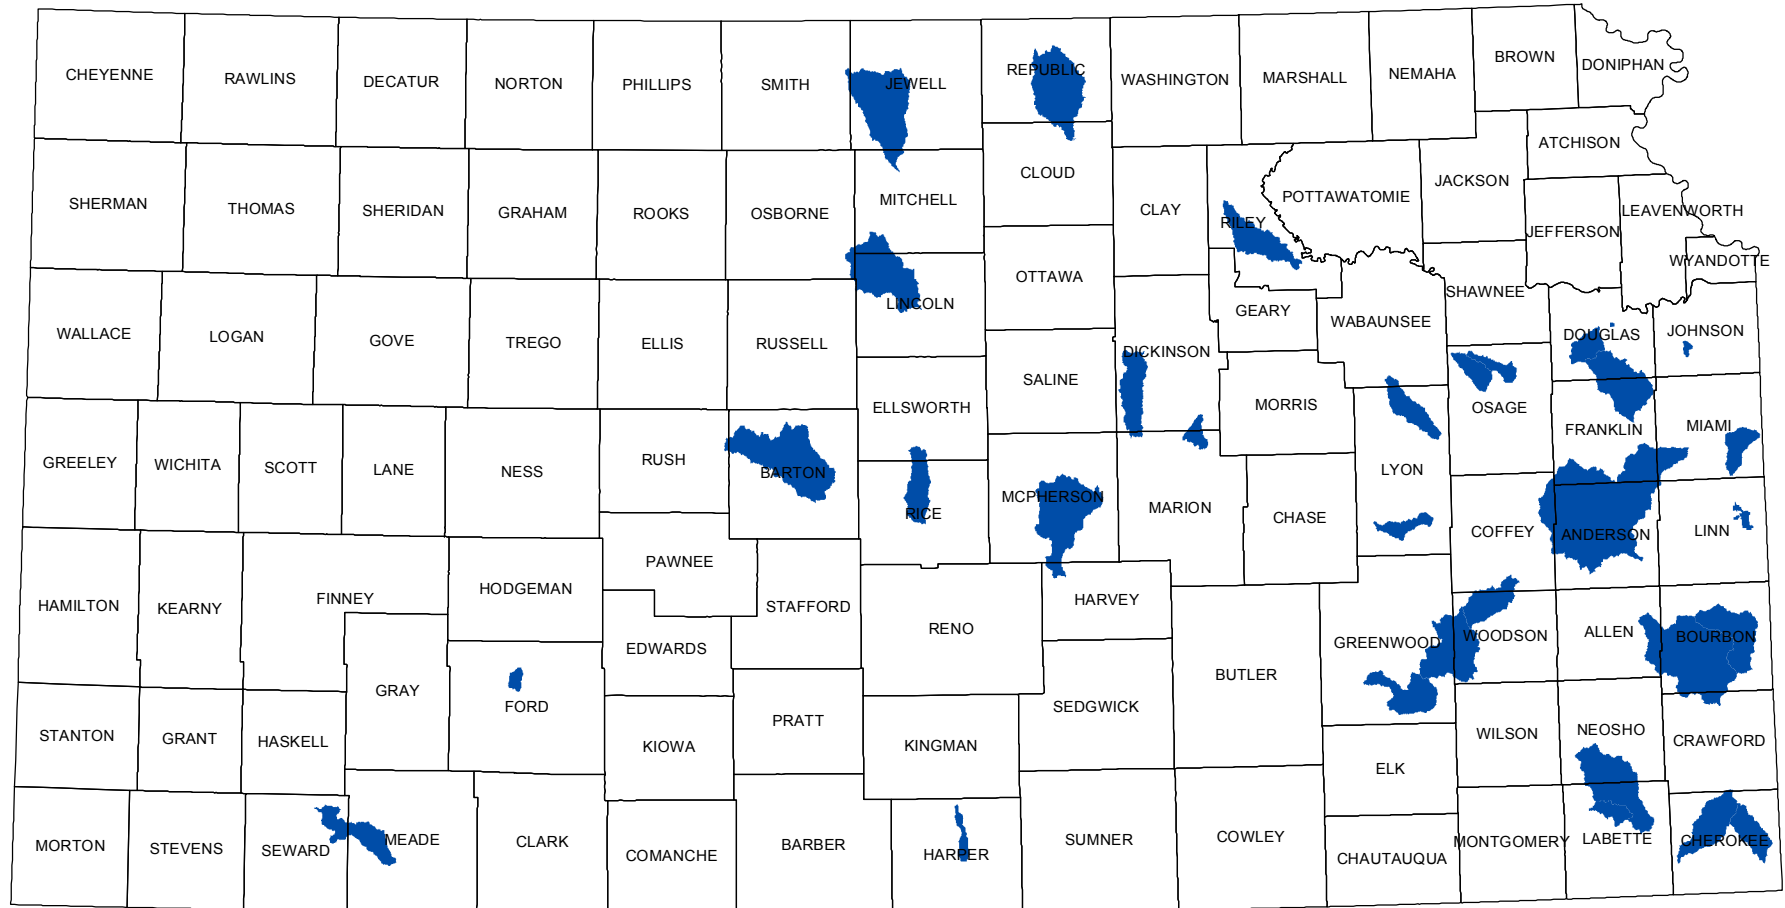 CHEYENNE
RAWLINS
DECATUR
NORTON
PHILLIPS
SMITH
JEWELL
REPUBLIC
WASHINGTON
MARSHALL
NEMAHA
BROWN
DONIPHAN
SHERMAN
THOMAS
SHERIDAN
GRAHAM
ROOKS
OSBORNE
MITCHELL
CLOUD
CLAY
RILEY
POTTAWATOMIE
JACKSON
ATCHISON
JEFFERSON
LEAVENWORTH
WYANDOTTE
WALLACE
LOGAN
GOVE
TREGO
ELLIS
RUSSELL
LINCOLN
OTTAWA
DICKINSON
GEARY
WABAUNSEE
SHAWNEE
DOUGLAS
JOHNSON
GREELEY
WICHITA
SCOTT
LANE
NESS
RUSH
BARTON
ELLSWORTH
RICE
SALINE
MCPHERSON
MARION
MORRIS
CHASE
LYON
OSAGE
FRANKLIN
MIAMI
COFFEY
ANDERSON
LINN
HAMILTON
KEARNY
FINNEY
HODGEMAN
PAWNEE
STAFFORD
EDWARDS
RENO
HARVEY
GREENWOOD
WOODSON
ALLEN
BOURBON
GRAY
FORD
BUTLER
STANTON
GRANT
HASKELL
KIOWA
PRATT
KINGMAN
SEDGWICK
ELK
WILSON
NEOSHO
CRAWFORD
MORTON
STEVENS
SEWARD
MEADE
CLARK
COMANCHE
BARBER
HARPER
SUMNER
COWLEY
CHAUTAUQUA
MONTGOMERY
LABETTE
CHEROKEE